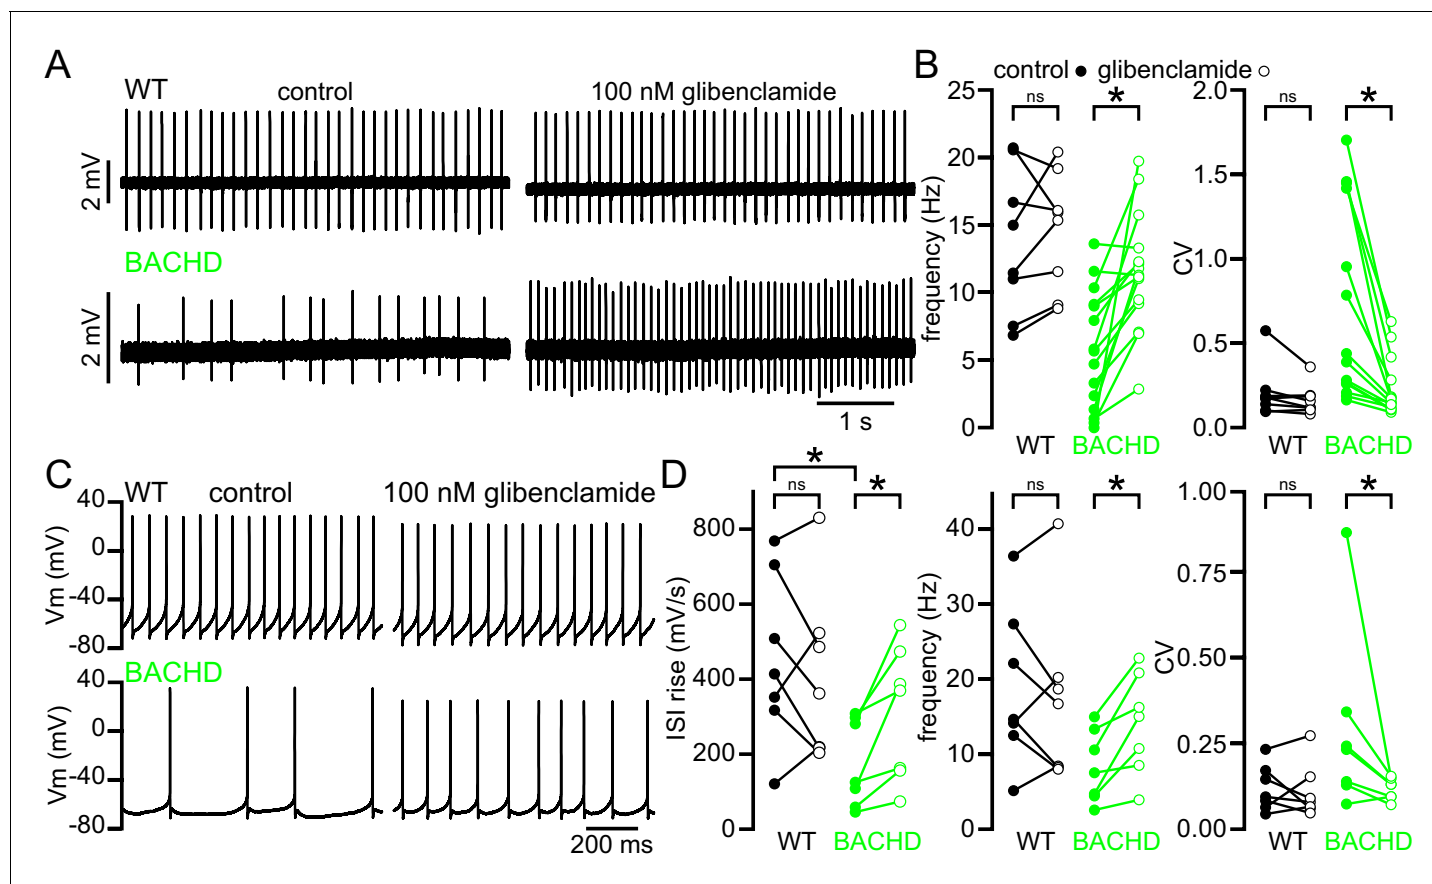 A
WT
control
100 nM glibenclamide
2 mV
BACHD
2 mV
1 s
B
control
glibenclamide
25
20
15
10
5
0
frequency (Hz)
ns
*
WT
BACHD
2.0
1.5
1.0
0.5
0.0
CV
ns
*
WT
BACHD
C
WT
control
100 nM glibenclamide
40
0
-40
-80
Vm (mV)
BACHD
40
0
-40
-80
Vm (mV)
200 ms
D
*
ns
*
800
600
400
200
0
ISI rise (mV/s)
WT
BACHD
ns
*
40
30
20
10
0
frequency (Hz)
WT
BACHD
ns
*
1.00
0.75
0.50
0.25
0.00
CV
WT
BACHD